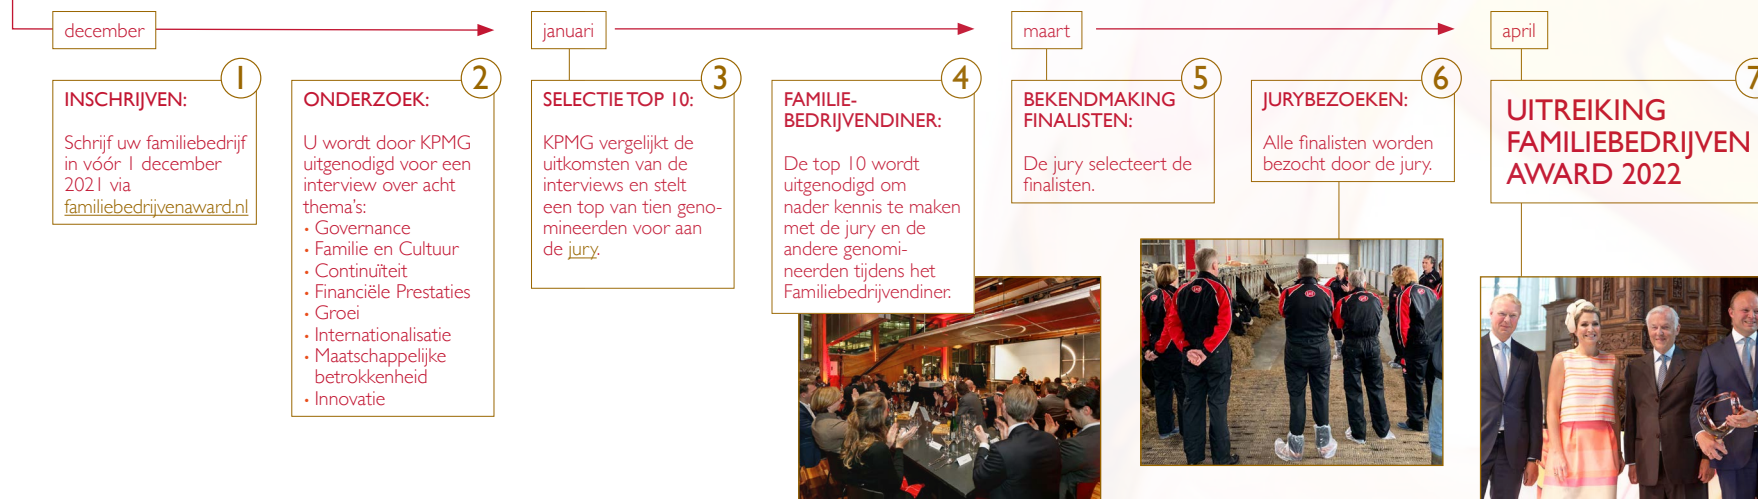 december
1
INSCHRIJVEN:
Schrijf uw familiebedrijf
in vóór 1 december
2021 via
familiebedrijvenaward.nl
2
ONDERZOEK:
U wordt door KPMG
uitgenodigd voor een
interview over acht
thema's:
• Governance
• Familie en Cultuur
• Continuïteit
• Financiële Prestaties
• Groei
• Internationalisatie
• Maatschappelijke
betrokkenheid
• Innovatie
januari
3
SELECTIE TOP 10:
KPMG vergelijkt de
uitkomsten van de
interviews en stelt
een top van tien geno-
mineerden voor aan
de jury.
4
FAMILIE-
BEDRIJVENDINER:
De top 10 wordt
uitgenodigd om
nader kennis te maken
met de jury en de
andere genomi-
neerden tijdens het
Familiebedrijvendiner.
maart
5
BEKENDMAKING
FINALISTEN:
De jury selecteert de
finalisten.
6
JURYBEZOEKEN:
Alle finalisten worden
bezocht door de jury.
april
7
UITREIKING
FAMILIEBEDRIJVEN
AWARD 2022